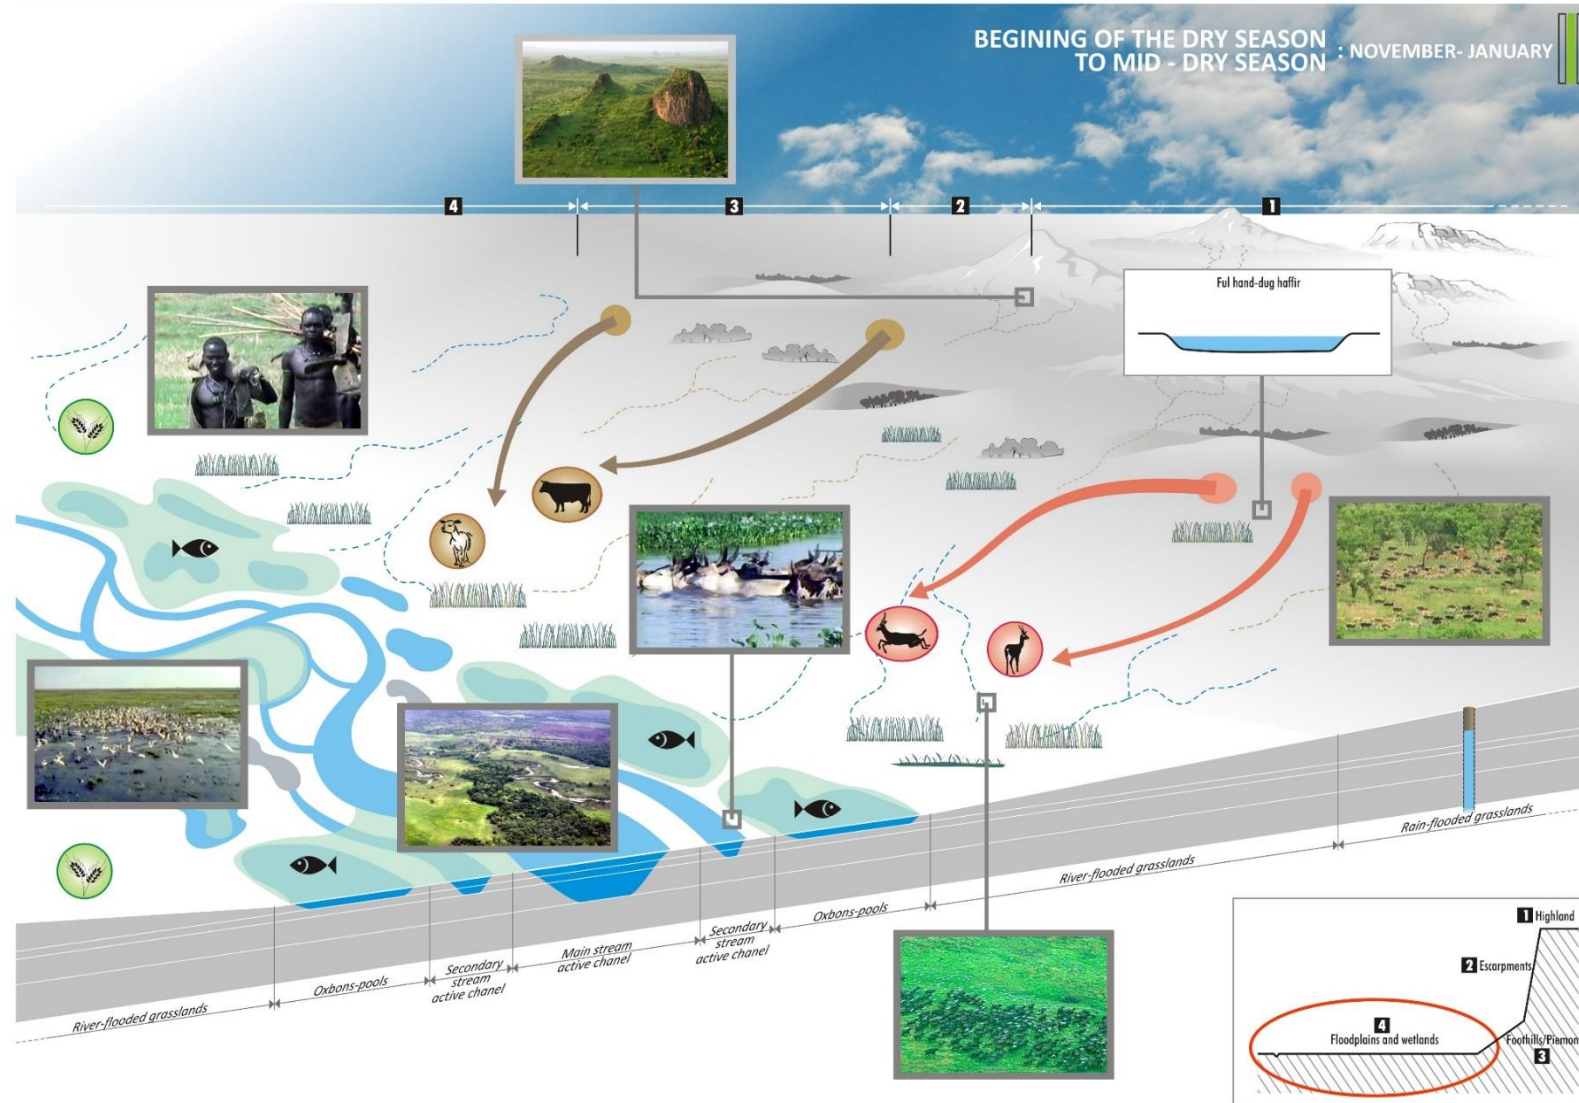 BEGINING OF THE DRY SEASON
TO MID - DRY SEASON : NOVEMBER- JANUARY
4 3 2 1
Ful hand-dug haffir
River-flooded grasslands
Oxbons-pools
Secondary
stream
active chanel
Main stream
active chanel
Secondary
stream
active chanel
Oxbons-pools
River-flooded grasslands
Rain-flooded grasslands
1 Highland
2 Escarpments
4
Floodplains and wetlands
Foothills/Piemon
3